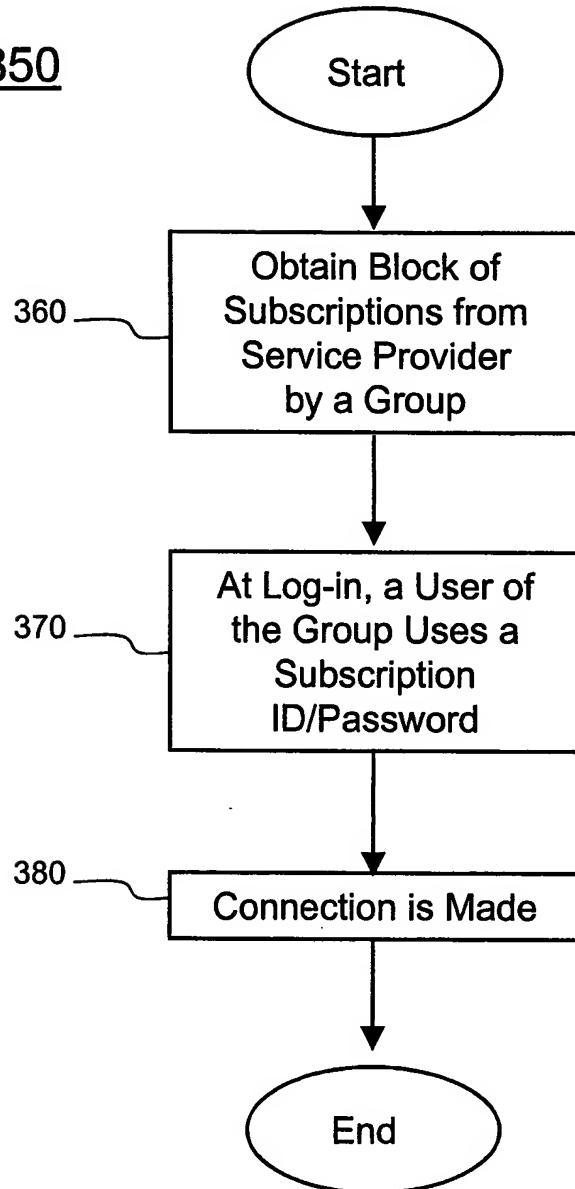 350
Start
360
Obtain Block of
Subscriptions from
Service Provider
by a Group
370
At Log-in, a User of
the Group Uses a
Subscription
ID/Password
380
Connection is Made
End